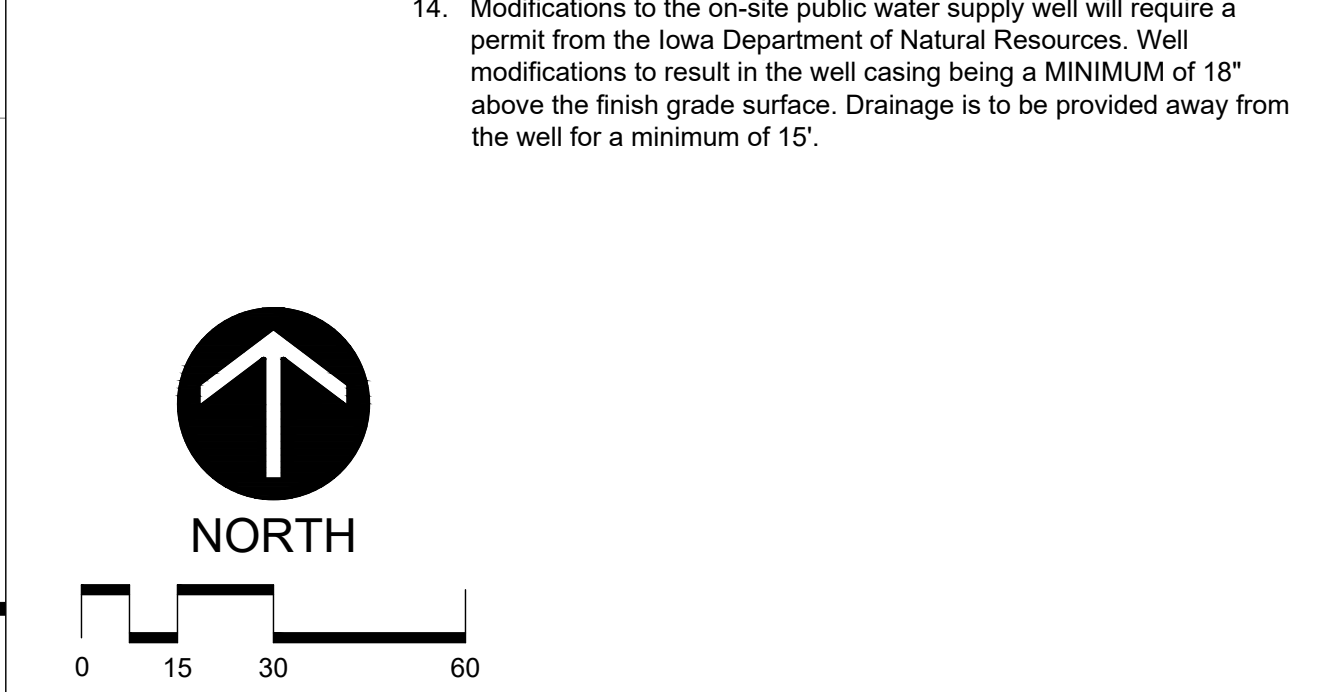 14. Modifications to the on-site public water supply well will require a
permit from the Iowa Department of Natural Resources. Well
modifications to result in the well casing being a MINIMUM of 18"
above the finish grade surface. Drainage is to be provided away from
the well for a minimum of 15'.
NORTH
0 15 30 60